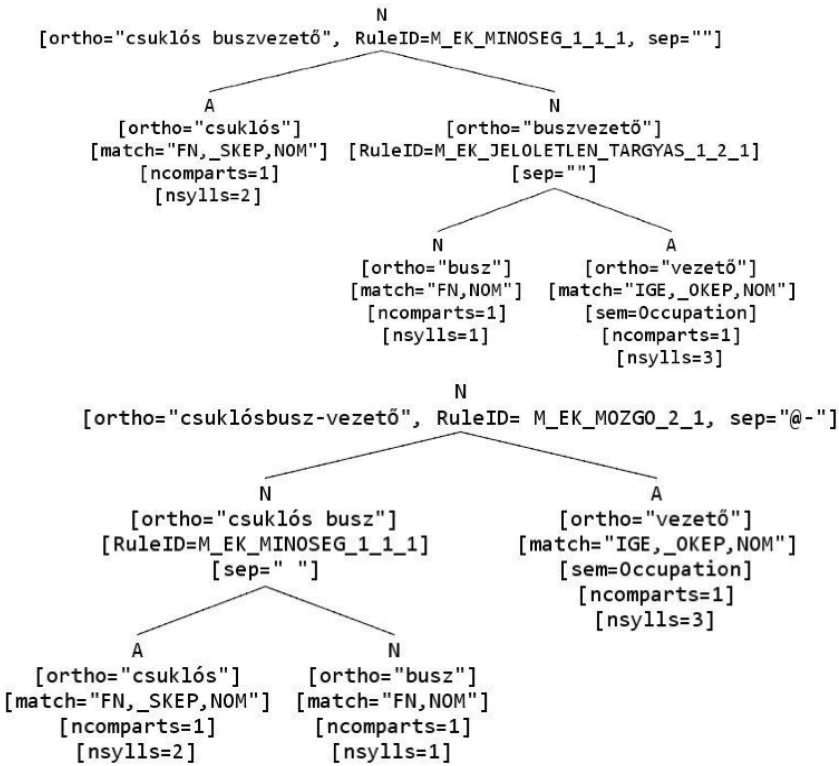 N
[ortho="csuklós buszvezető", RuleID=M_EK_MINOSEG_1_1_1, sep=""]
A N
[ortho="csuklós"] [ortho="buszvezető"]
[match="FN,_SKEP,NOM"] [RuleID=M_EK_JELOLETLEN_TARGYAS_1_2_1]
[ncomparts=1] [sep=""]
[nsylls=2]
N A
[ortho="busz"] [ortho="vezető"]
[match="FN,NOM"] [match="IGE,_OKEP,NOM"]
[ncomparts=1] [sem=Occupation]
[nsylls=1] [ncomparts=1]
[nsylls=3]
N
[ortho="csuklósbusz-vezető", RuleID= M_EK_MOZGO_2_1, sep="@-"]
N A
[ortho="csuklós busz"] [ortho="vezető"]
[RuleID=M_EK_MINOSEG_1_1_1] [match="IGE,_OKEP,NOM"]
[sep=" "] [sem=Occupation]
[ncomparts=1]
[nsylls=3]
A N
[ortho="csuklós"] [ortho="busz"]
[match="FN,_SKEP,NOM"] [match="FN,NOM"]
[ncomparts=1] [ncomparts=1]
[nsylls=2] [nsylls=1]